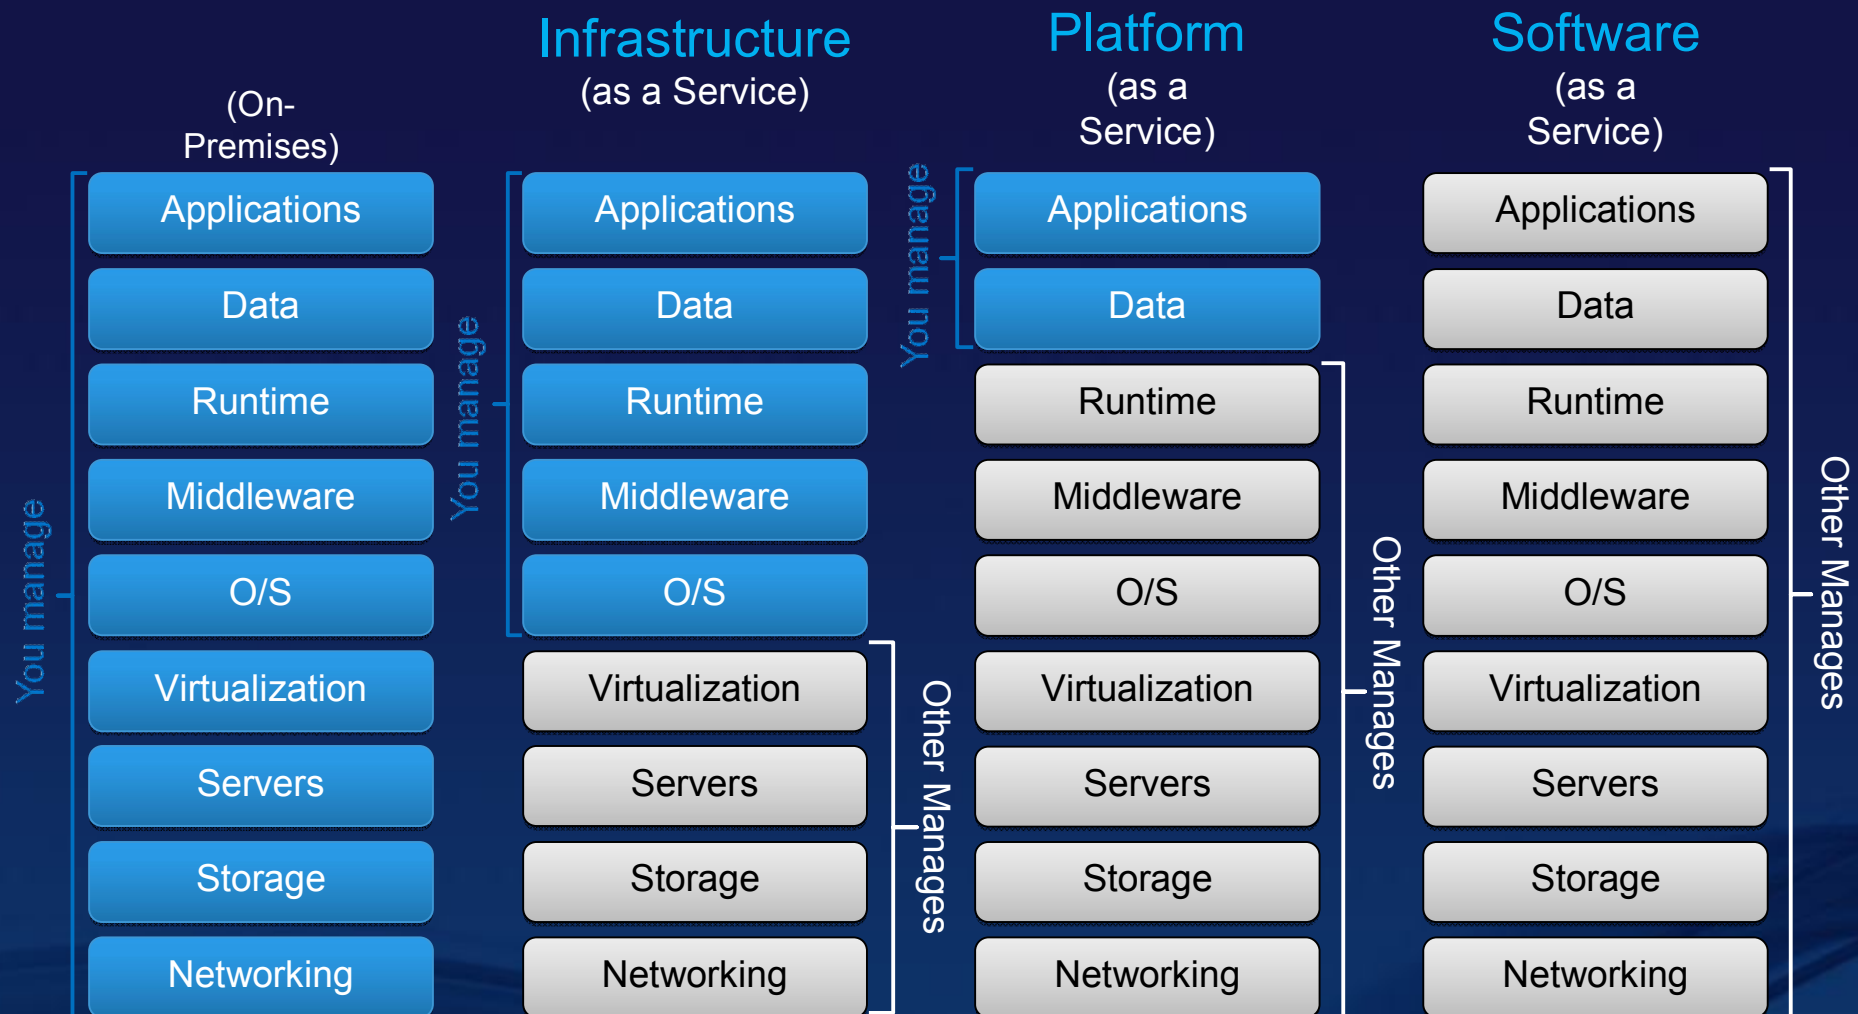 (On-
Premises)
You manage
Applications
Data
Runtime
Middleware
O/S
Virtualization
Servers
Storage
Networking
Infrastructure
(as a Service)
You manage
Applications
Data
Runtime
Middleware
O/S
Virtualization
Servers
Storage
Networking
Other Manages
Platform
(as a
Service)
You manage
Applications
Data
Runtime
Middleware
O/S
Virtualization
Servers
Storage
Networking
Other Manages
Software
(as a
Service)
Applications
Data
Runtime
Middleware
O/S
Virtualization
Servers
Storage
Networking
Other Manages